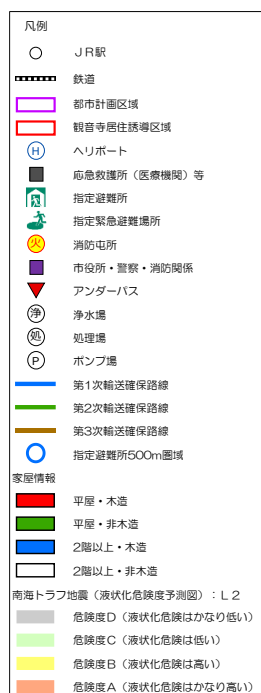 凡例
JR駅
鉄道
都市計画区域
観音寺居住誘導区域
H ヘリポート
応急救護所（医療機関）等
指定避難所
指定緊急避難場所
火 消防屯所
市役所・警察・消防関係
アンダーパス
浄 浄水場
処 処理場
P ポンプ場
第1次輸送確保路線
第2次輸送確保路線
第3次輸送確保路線
指定避難所500m圏域
家屋情報
平屋・木造
平屋・非木造
2階以上・木造
2階以上・非木造
南海トラフ地震（液状化危険度予測図）：L2
危険度D（液状化危険はかなり低い）
危険度C（液状化危険は低い）
危険度B（液状化危険は高い）
危険度A（液状化危険はかなり高い）